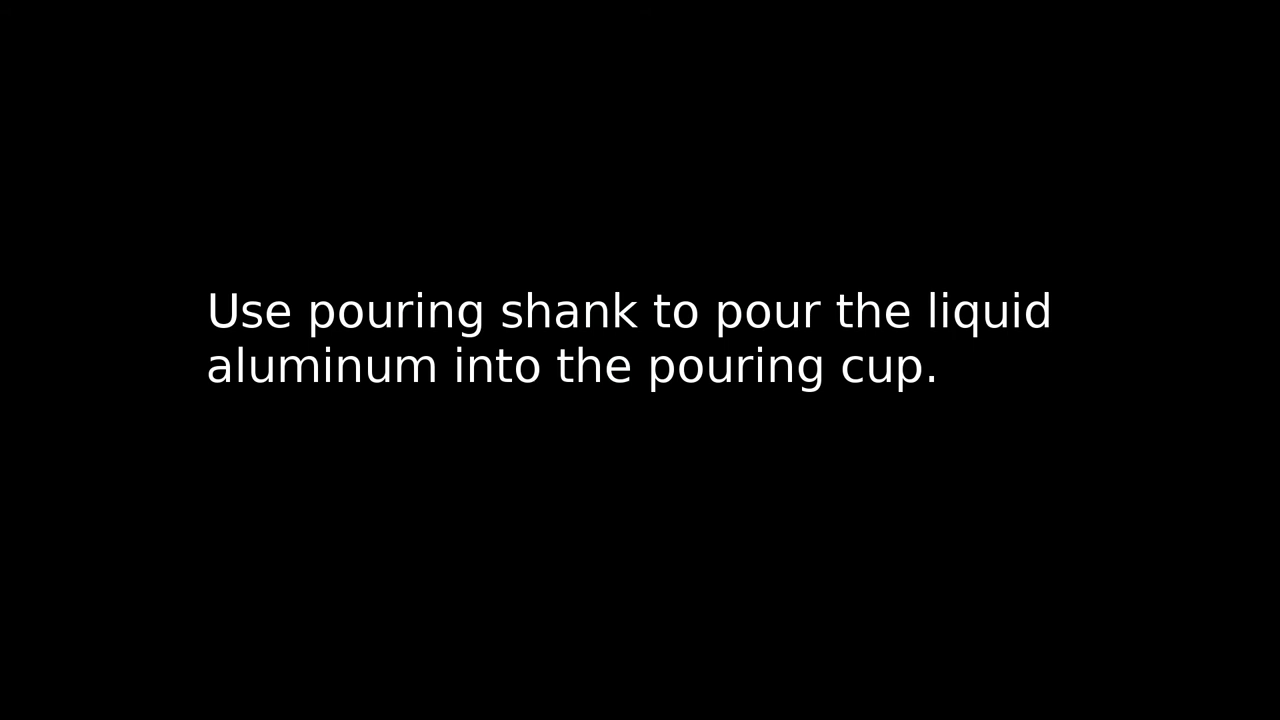 Use pouring shank to pour the liquid
aluminum into the pouring cup.